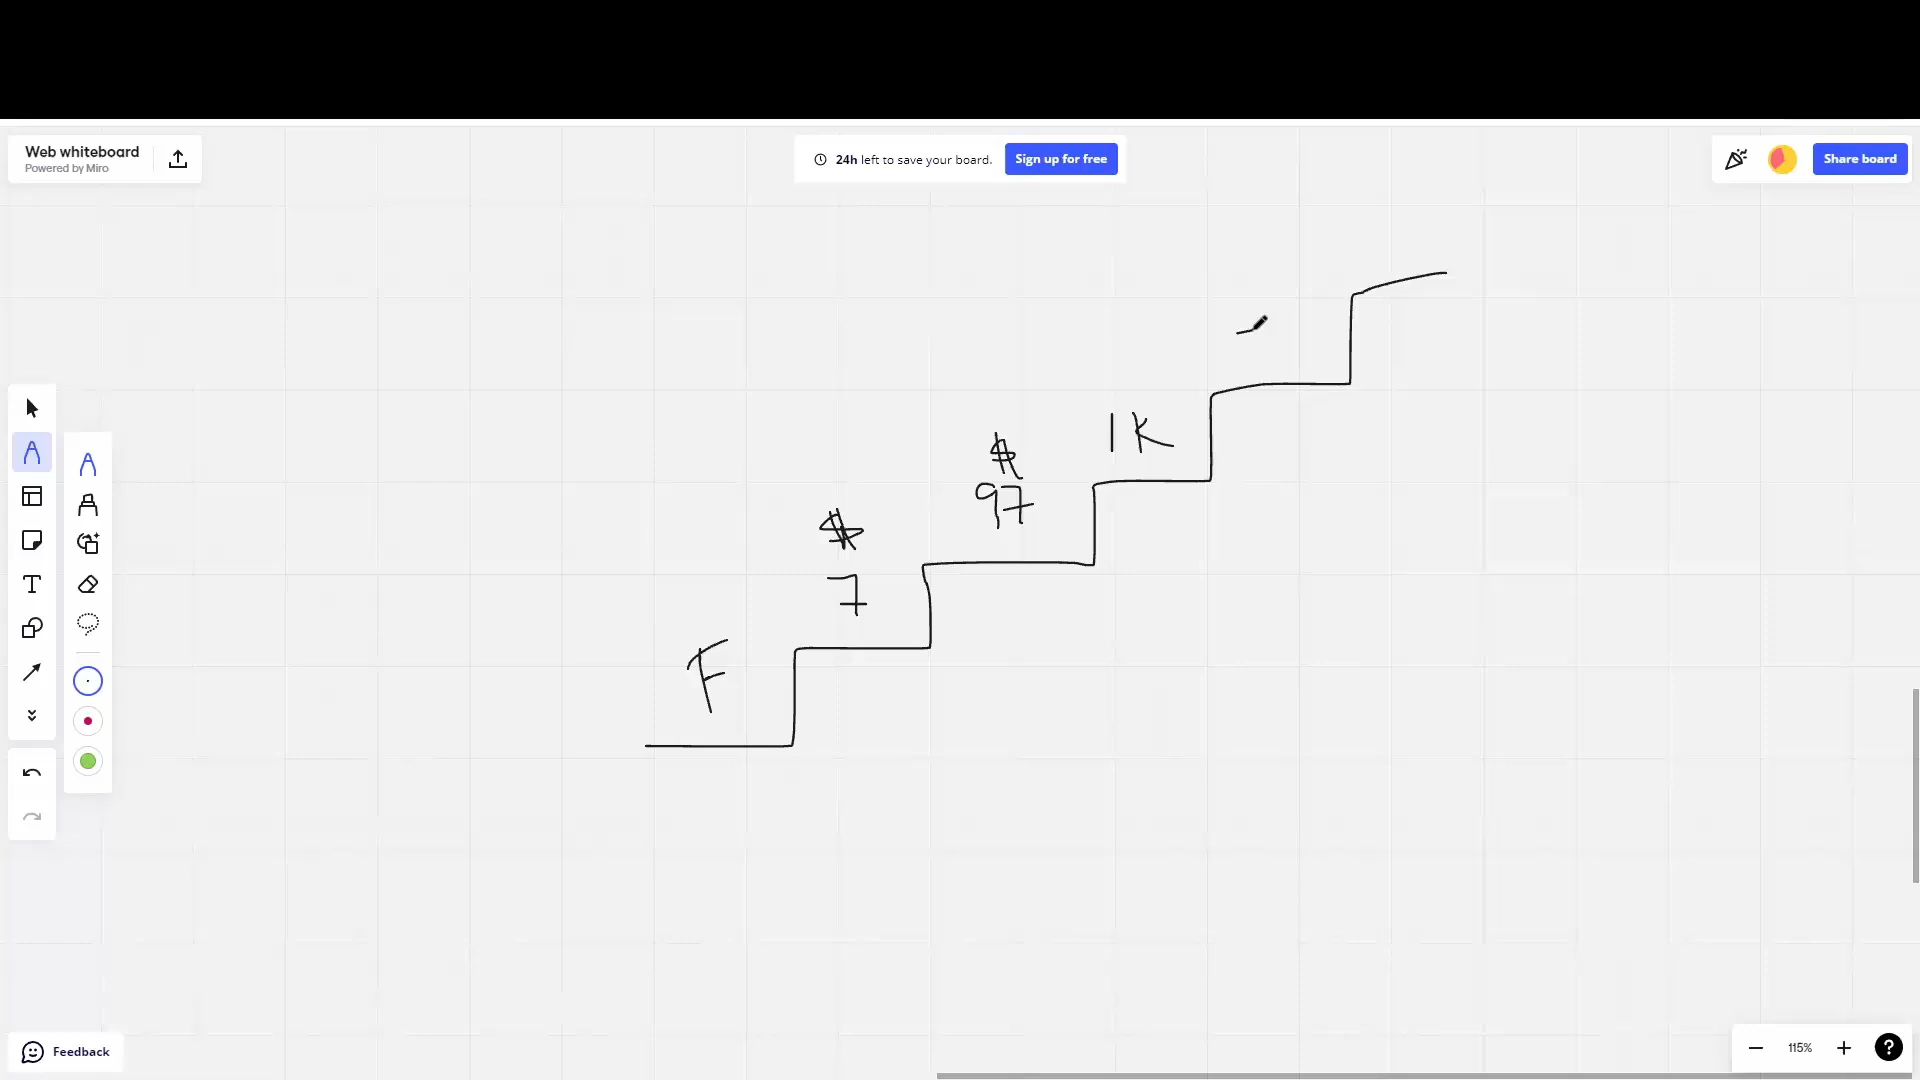 Web whiteboard
Powered by Miro
24h left to save your board.
Sign up for free
Share board
1K
$
97
$
7
F
T
Feedback
115%
?